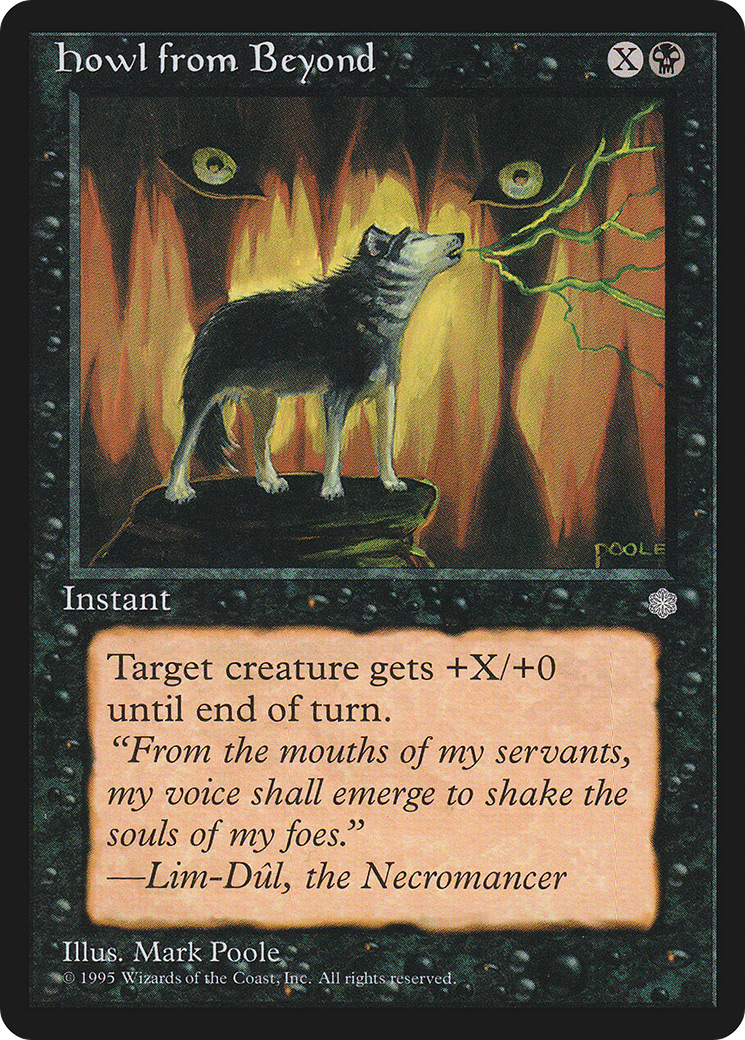 Howl from Beyond
X
POOLE
Instant
Target creature gets +X/+0
until end of turn.
“From the mouths of my servants,
my voice shall emerge to shake the
souls of my foes.”
—Lim-Dûl, the Necromancer
Illus. Mark Poole
© 1995 Wizards of the Coast, Inc. All rights reserved.